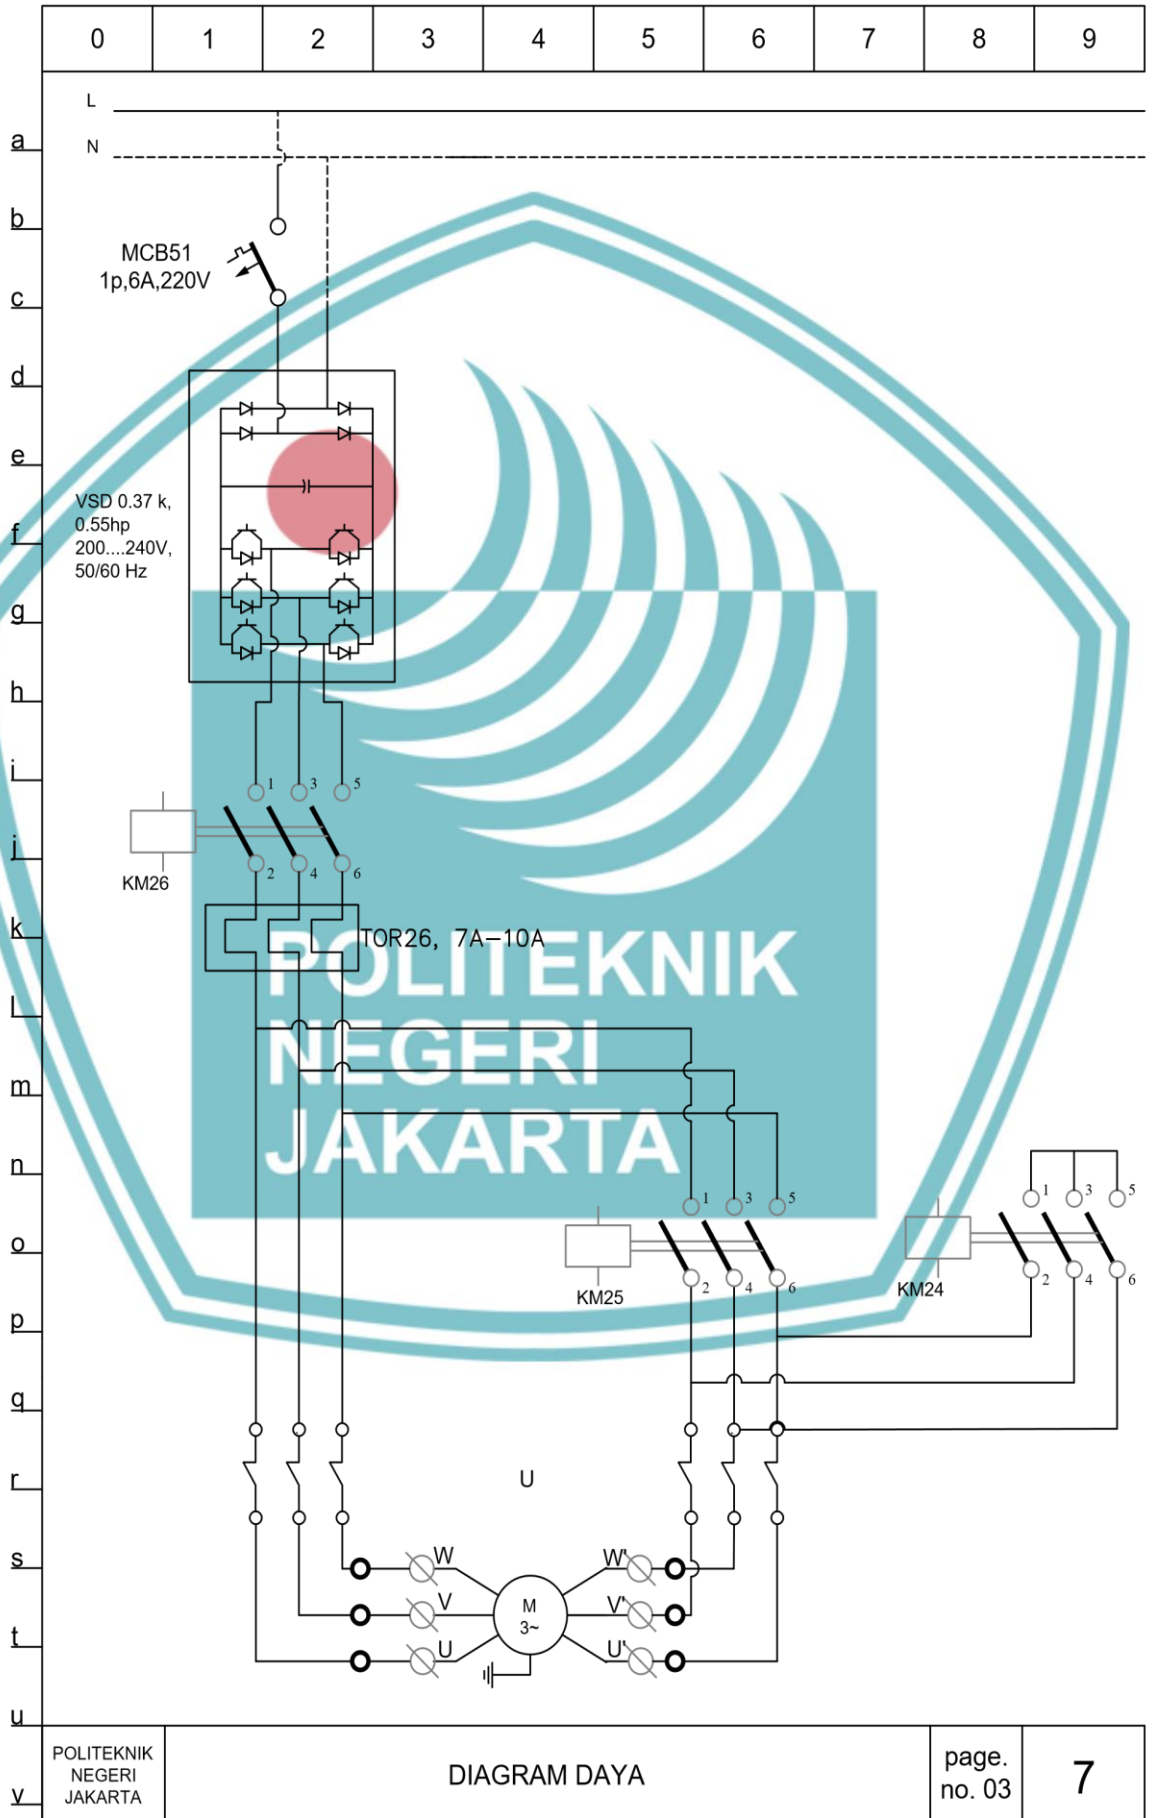 0 1 2 3 4 5 6 7 8 9
L
a
N
b
MCB51
1p,6A,220V
c
d
e
VSD 0.37 k,
0.55hp
f
200....240V,
50/60 Hz
g
h
i
1 3 5
j
2 4 6
KM26
k
TOR26, 7A-10A
POLITEKNIK
L
NEGERI
m
JAKARTA
n
1 3 5
1 3 5
o
2 4 6
2 4 6
KM25
KM24
p
q
r
U
s
W W'
M
3~
V V'
t
U U'
u
POLITEKNIK
NEGERI
JAKARTA
DIAGRAM DAYA
page.
no. 03
7
v